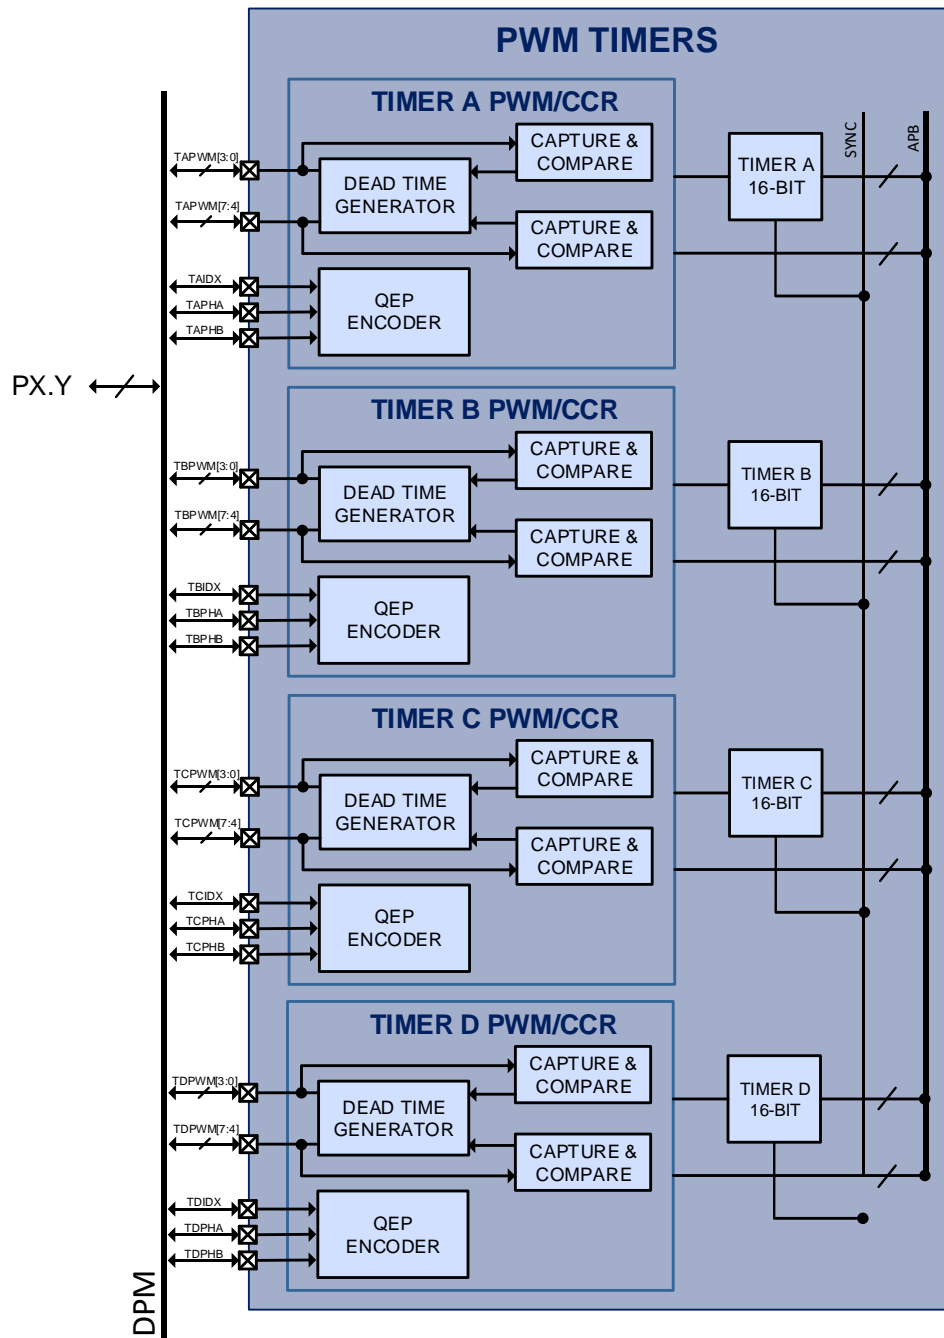 PWM TIMERS
TIMER A PWM/CCR
SYNC
APB
CAPTURE &
COMPARE
TAPWM[3:0]
DEAD TIME
GENERATOR
TIMER A
16-BIT
TAPWM[7:4]
CAPTURE &
COMPARE
TAIDX
TAPHA
TAPHB
QEP
ENCODER
PX.Y
TIMER B PWM/CCR
CAPTURE &
COMPARE
TBPWM[3:0]
DEAD TIME
GENERATOR
TIMER B
16-BIT
TBPWM[7:4]
CAPTURE &
COMPARE
TBIDX
TBPHA
TBPHB
QEP
ENCODER
TIMER C PWM/CCR
CAPTURE &
COMPARE
TCPWM[3:0]
DEAD TIME
GENERATOR
TIMER C
16-BIT
TCPWM[7:4]
CAPTURE &
COMPARE
TCIDX
TCPHA
TCPHB
QEP
ENCODER
TIMER D PWM/CCR
CAPTURE &
COMPARE
TDPWM[3:0]
DEAD TIME
GENERATOR
TIMER D
16-BIT
TDPWM[7:4]
CAPTURE &
COMPARE
TDIDX
TDPHA
TDPHB
QEP
ENCODER
DPM